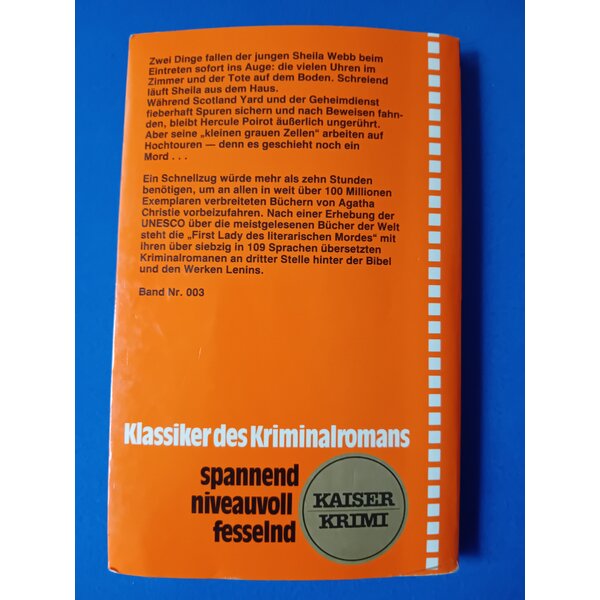 Zwei Dinge fallen der jungen Sheila Webb beim
Eintreten sofort ins Auge: die vielen Uhren im
Zimmer und der Tote auf dem Boden. Schreiend
läuft Sheila aus dem Haus.
Während Scotland Yard und der Geheimdienst
fieberhaft Spuren sichern und nach Beweisen fahn-
den, bleibt Hercule Poirot äußerlich ungerührt.
Aber seine „kleinen grauen Zellen" arbeiten auf
Hochtouren — denn es geschieht noch ein
Mord . . .
Ein Schnellzug würde mehr als zehn Stunden
benötigen, um an allen in weit über 100 Millionen
Exemplaren verbreiteten Büchern von Agatha
Christie vorbeizufahren. Nach einer Erhebung der
UNESCO über die meistgelesenen Bücher der Welt
steht die „First Lady des literarischen Mordes" mit
ihren über siebzig in 109 Sprachen übersetzten
Kriminalromanen an dritter Stelle hinter der Bibel
und den Werken Lenins.
Band Nr. 003
Klassiker des Kriminalromans
spannend
niveauvoll
fesselnd
KAISER
KRIMI